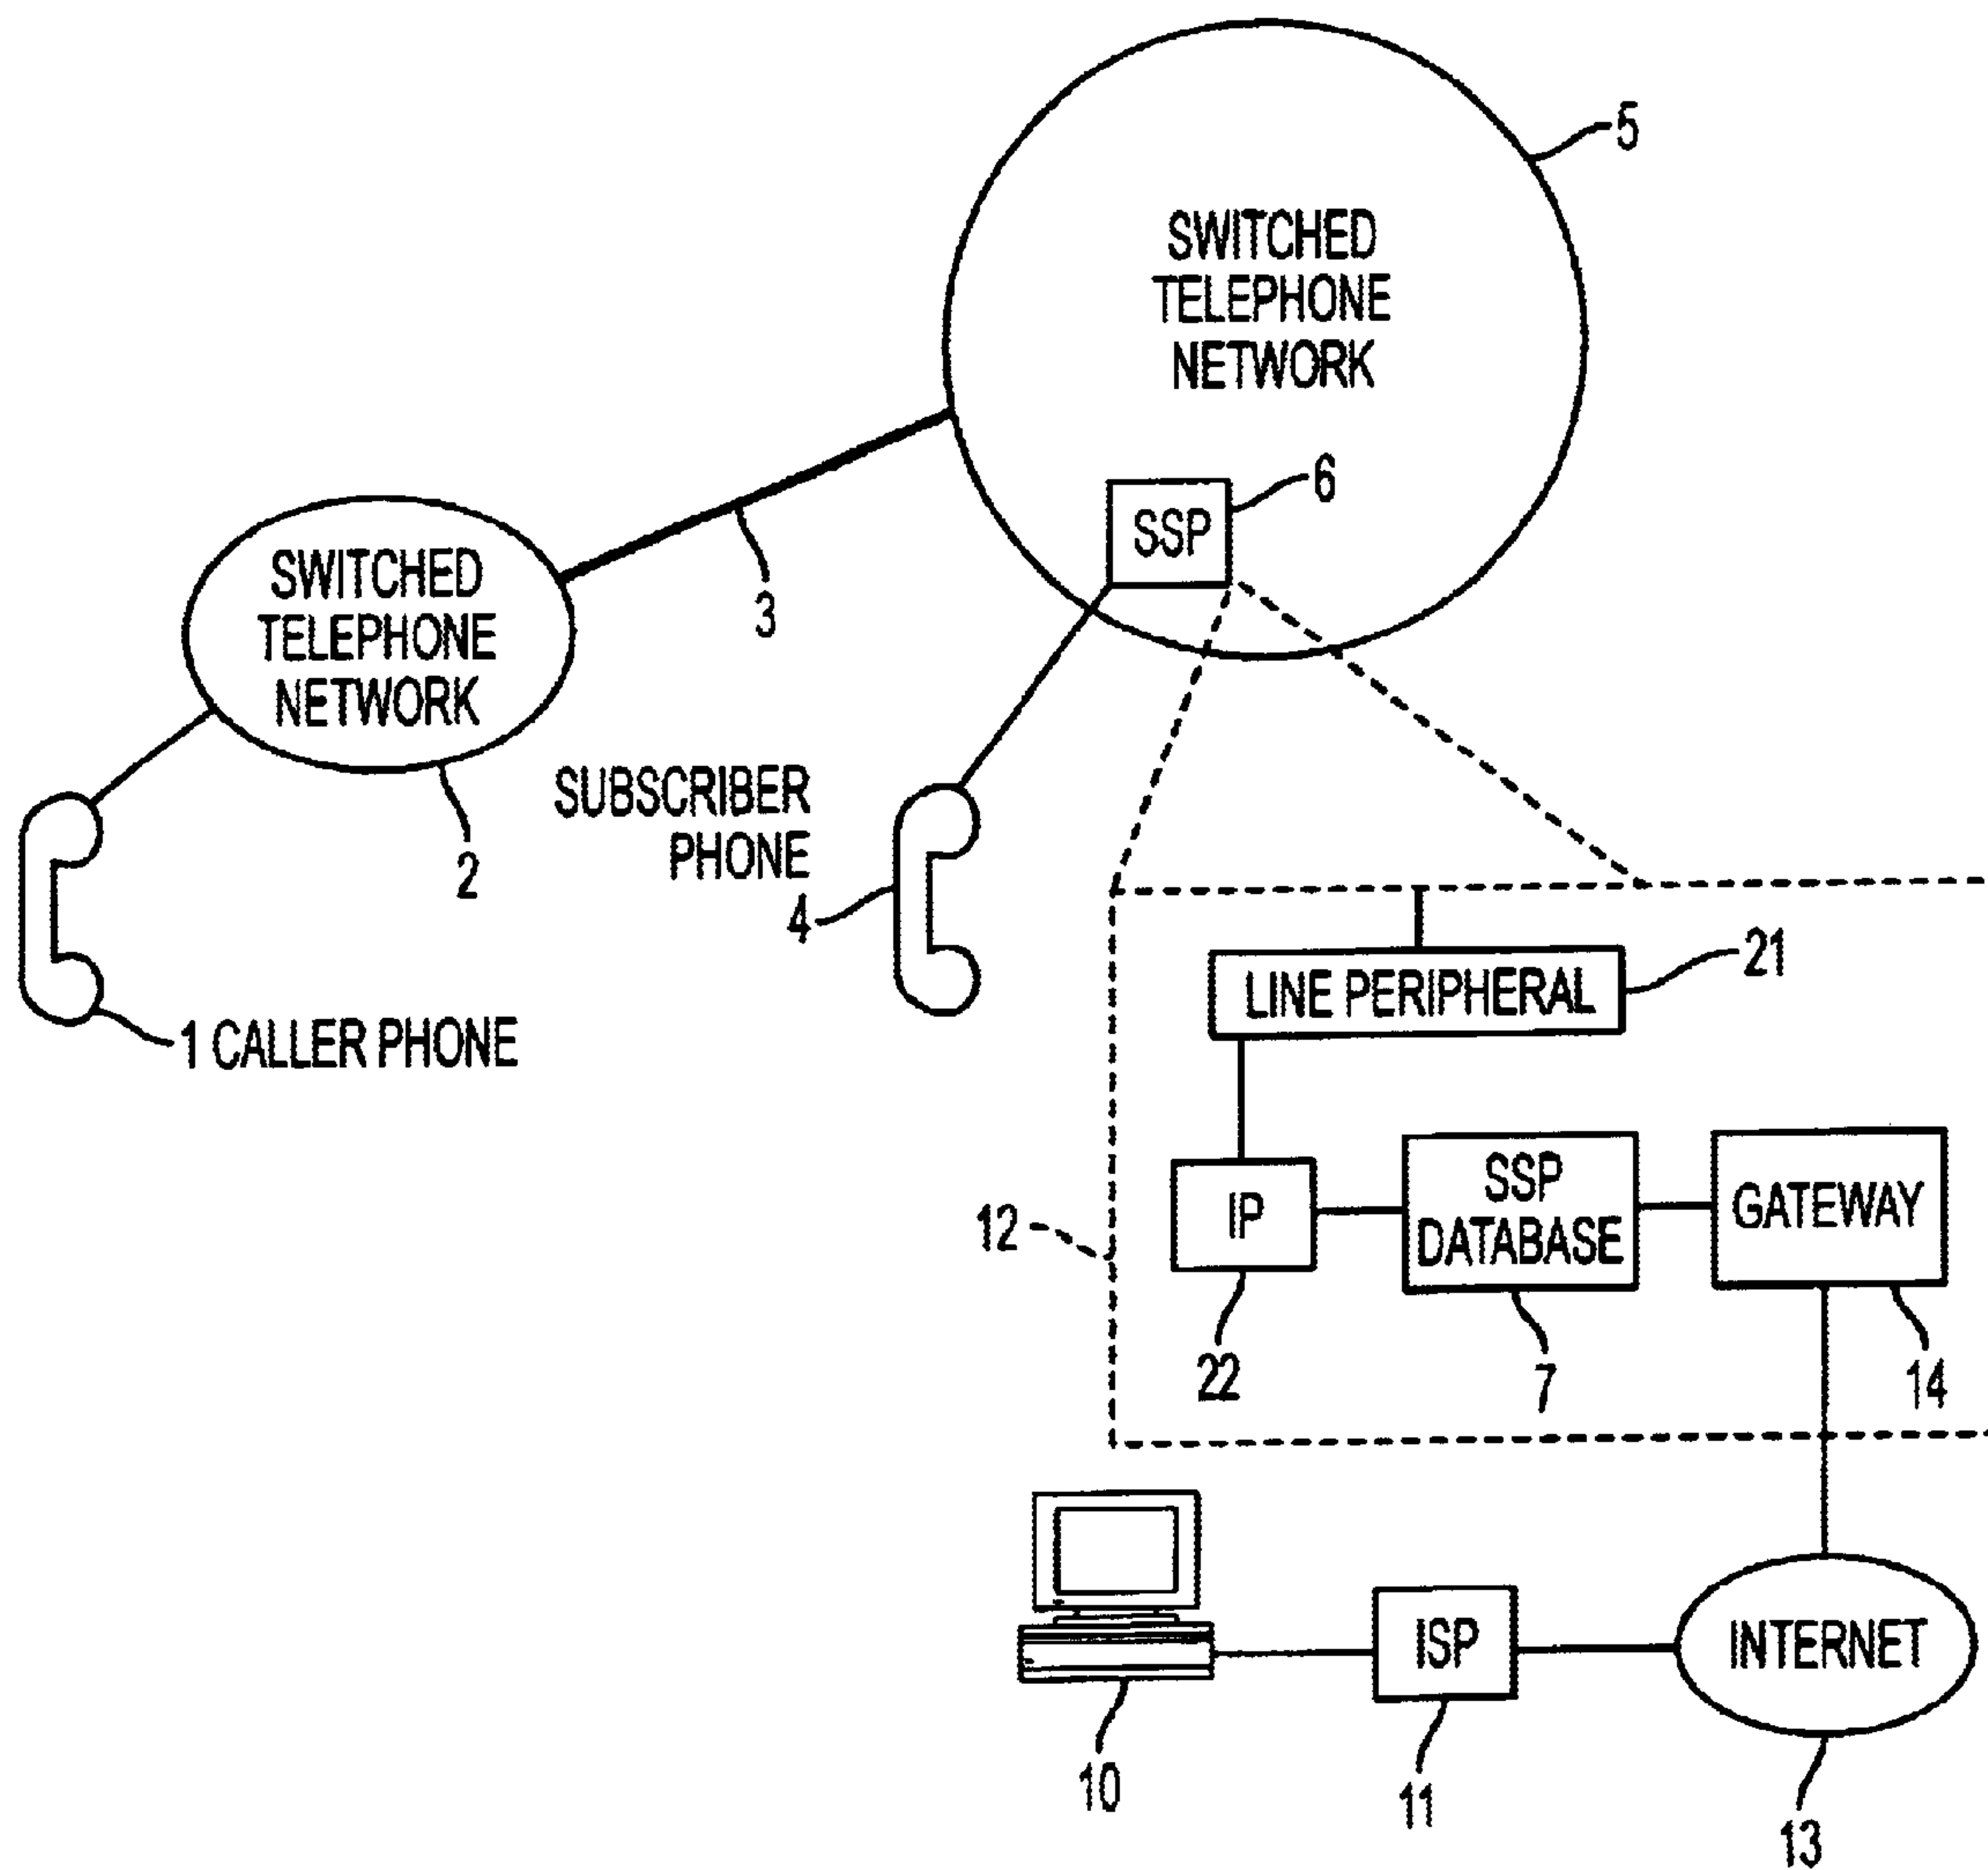 5
SWITCHED
TELEPHONE
NETWORK
6
SSP
3
SWITCHED
TELEPHONE
NETWORK
2
SUBSCRIBER
PHONE
4
1 CALLER PHONE
21
LINE PERIPHERAL
12
IP
SSP
DATABASE
GATEWAY
22
7
14
ISP
INTERNET
10
11
13